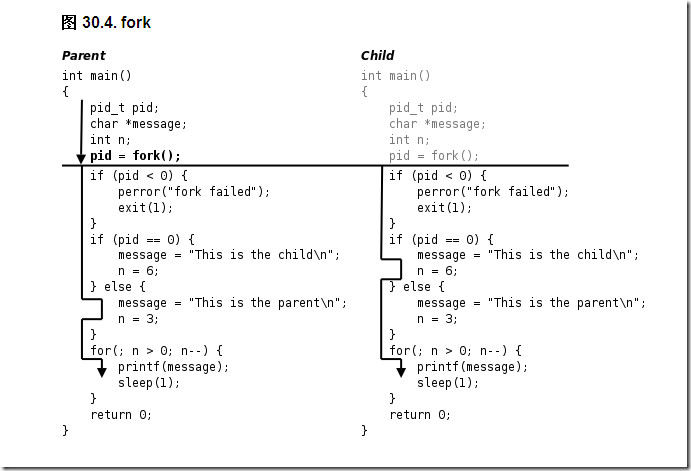 图 30.4. fork
Parent
int main()
{
pid_t pid;
char *message;
int n;
pid = fork();
if (pid < 0) {
perror("fork failed");
exit(1);
}
if (pid == 0) {
message = "This is the child\n";
n = 6;
} else {
message = "This is the parent\n";
n = 3;
}
for(; n > 0; n--) {
printf(message);
sleep(1);
}
return 0;
}
Child
int main()
{
pid_t pid;
char *message;
int n;
pid = fork();
if (pid < 0) {
perror("fork failed");
exit(1);
}
if (pid == 0) {
message = "This is the child\n";
n = 6;
} else {
message = "This is the parent\n";
n = 3;
}
for(; n > 0; n--) {
printf(message);
sleep(1);
}
return 0;
}